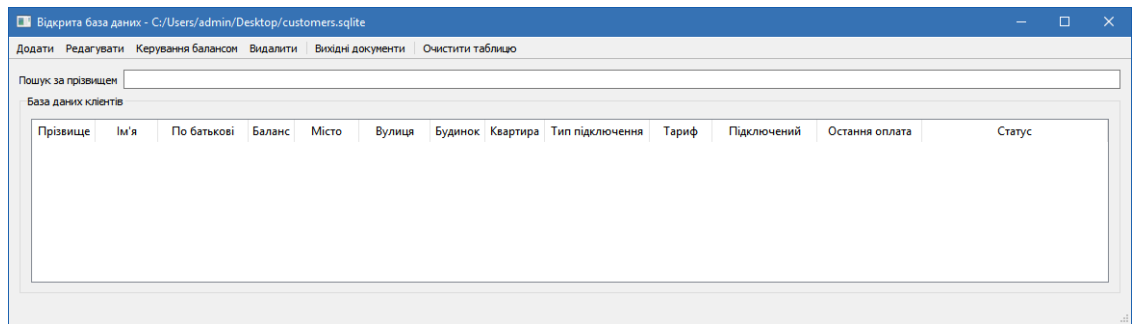 Відкрита база даних - C:/Users/admin/Desktop/customers.sqlite
Додати Редагувати Керування балансом Видалити Вихідні документи Очистити таблицю
Пошук за прізвищем
База даних клієнтів
Прізвище Ім'я По батькові Баланс Місто Вулиця Будинок Квартира Тип підключення Тариф Підключений Остання оплата Статус